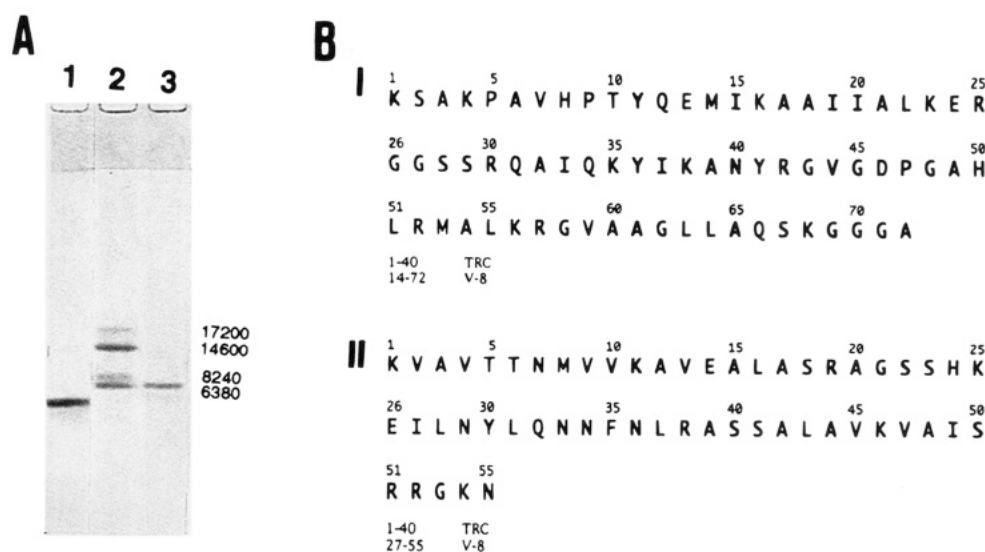 A
1 2 3
17200
14600
8240
6380
B
I
1 5 10 15 20 25
K S A K P A V H P T Y Q E M I K A A I I A L K E R
26 30 35 40 45 50
G G S S R Q A I Q K Y I K A N Y R G V G D P G A H
51 55 60 65 70
L R M A L K R G V A A G L L A Q S K G G G A
1-40 TRC
14-72 V-8
II
1 5 10 15 20 25
K V A V T T N M V V K A V E A L A S R A G S S H K
26 30 35 40 45 50
E I L N Y L Q N N F N L R A S S A L A V K V A I S
51 55
R R G K N
1-40 TRC
27-55 V-8